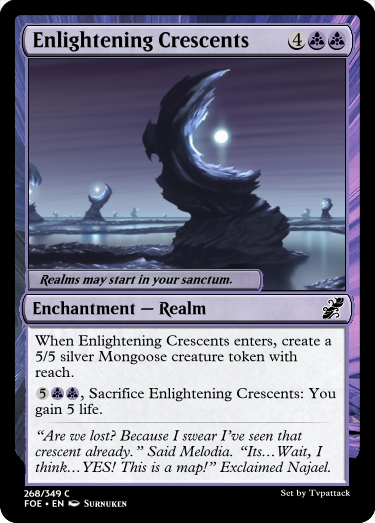 Enlightening Crescents 4
Realms may start in your sanctum.
Enchantment — Realm
When Enlightening Crescents enters, create a
5/5 silver Mongoose creature token with
reach.
5, Sacrifice Enlightening Crescents: You
gain 5 life.
“Are we lost? Because I swear I’ve seen that
crescent already.” Said Melodia. “Its…Wait, I
think…YES! This is a map!” Exclaimed Najael.
268/349 C
Set by Tvpattack
FOE • EN Surnuken